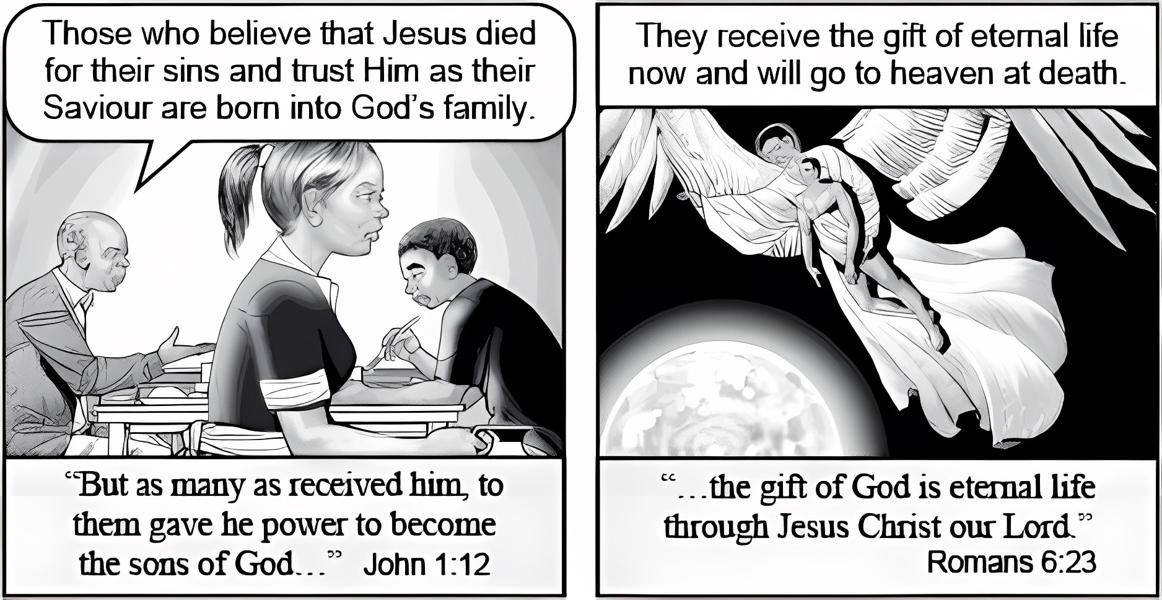 Those who believe that Jesus died
for their sins and trust Him as their
Saviour are born into God's family.
“But as many as received him, to
them gave he power to become
the sons of God...” John 1:12
They receive the gift of eternal life
now and will go to heaven at death.
“...the gift of God is eternal life
through Jesus Christ our Lord.”
Romans 6:23